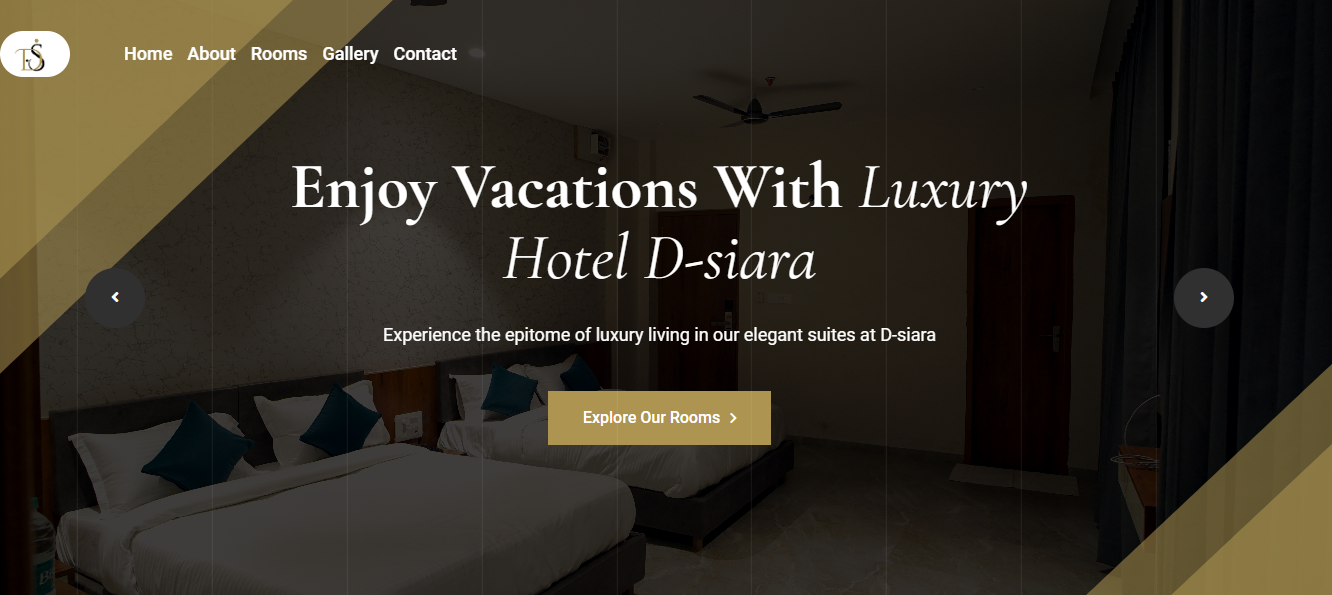 DS
Home About Rooms Gallery Contact
Enjoy Vacations With Luxury
Hotel D-siara
Experience the epitome of luxury living in our elegant suites at D-siara
Explore Our Rooms